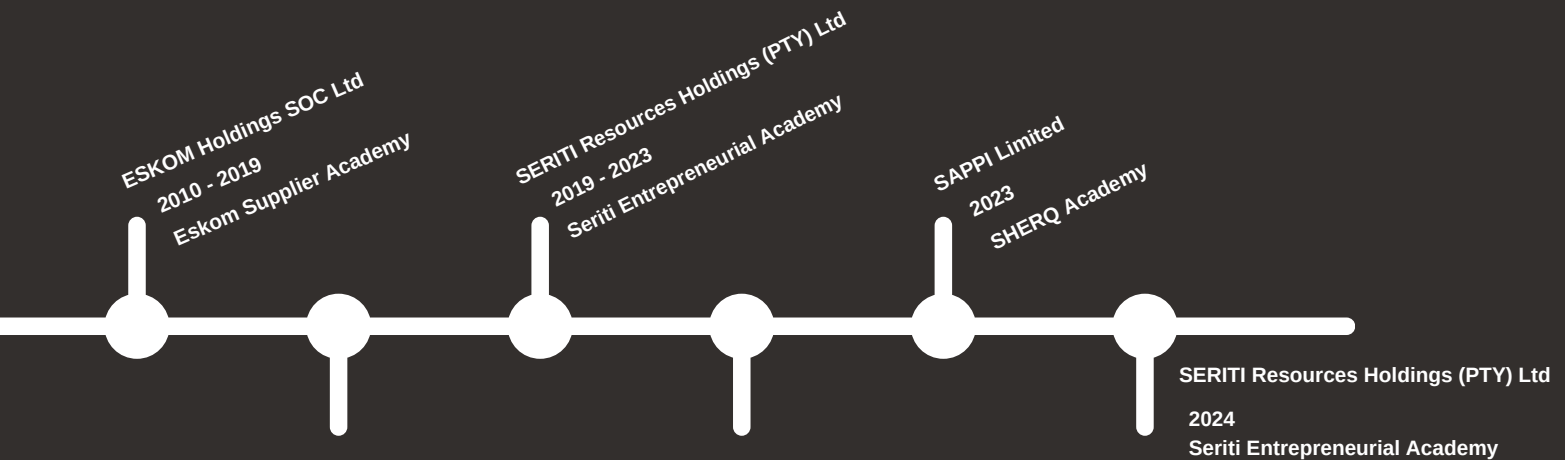 ESKOM Holdings SOC Ltd
2010 - 2019
Eskom Supplier Academy
SERITI Resources Holdings (PTY) Ltd
2019 - 2023
Seriti Entrepreneurial Academy
SAPPI Limited
2023
SHERQ Academy
SERITI Resources Holdings (PTY) Ltd
2024
Seriti Entrepreneurial Academy